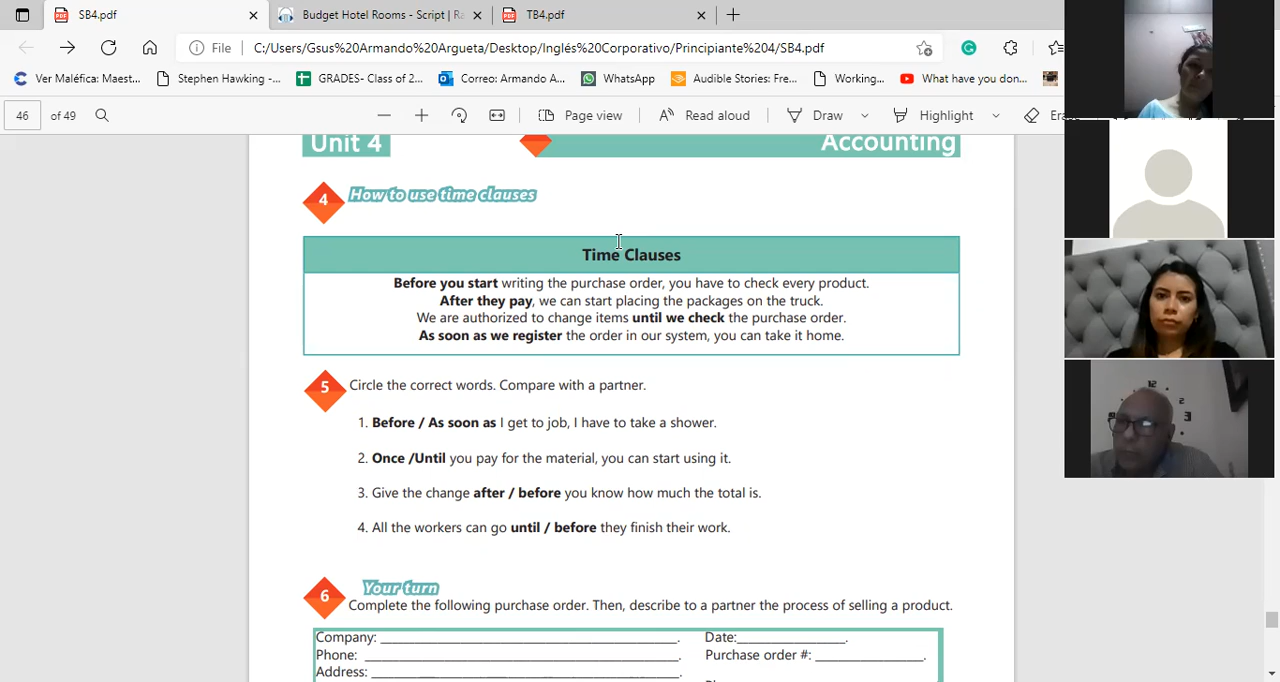 SB4.pdf
Budget Hotel Rooms - Script | Ra
TB4.pdf
File
C:/Users/Gsus%20Armando%20Argueta/Desktop/Inglés%20Corporativo/Principiante%204/SB4.pdf
Ver Maléfica: Maest...
Stephen Hawking -...
GRADES- Class of 2...
Correo: Armando A...
WhatsApp
Audible Stories: Fre...
Working...
What have you don...
46 of 49
Page view
Read aloud
Draw
Highlight
Era
Unit 4
Accounting
4 How to use time clauses
Time Clauses
Before you start writing the purchase order, you have to check every product.
After they pay, we can start placing the packages on the truck.
We are authorized to change items until we check the purchase order.
As soon as we register the order in our system, you can take it home.
5 Circle the correct words. Compare with a partner.
1. Before / As soon as I get to job, I have to take a shower.
2. Once /Until you pay for the material, you can start using it.
3. Give the change after / before you know how much the total is.
4. All the workers can go until / before they finish their work.
6 Your turn
Complete the following purchase order. Then, describe to a partner the process of selling a product.
Company: ______________________________________. Date:______________.
Phone: ________________________________________. Purchase order #: ______________.
Address: _______________________________________.